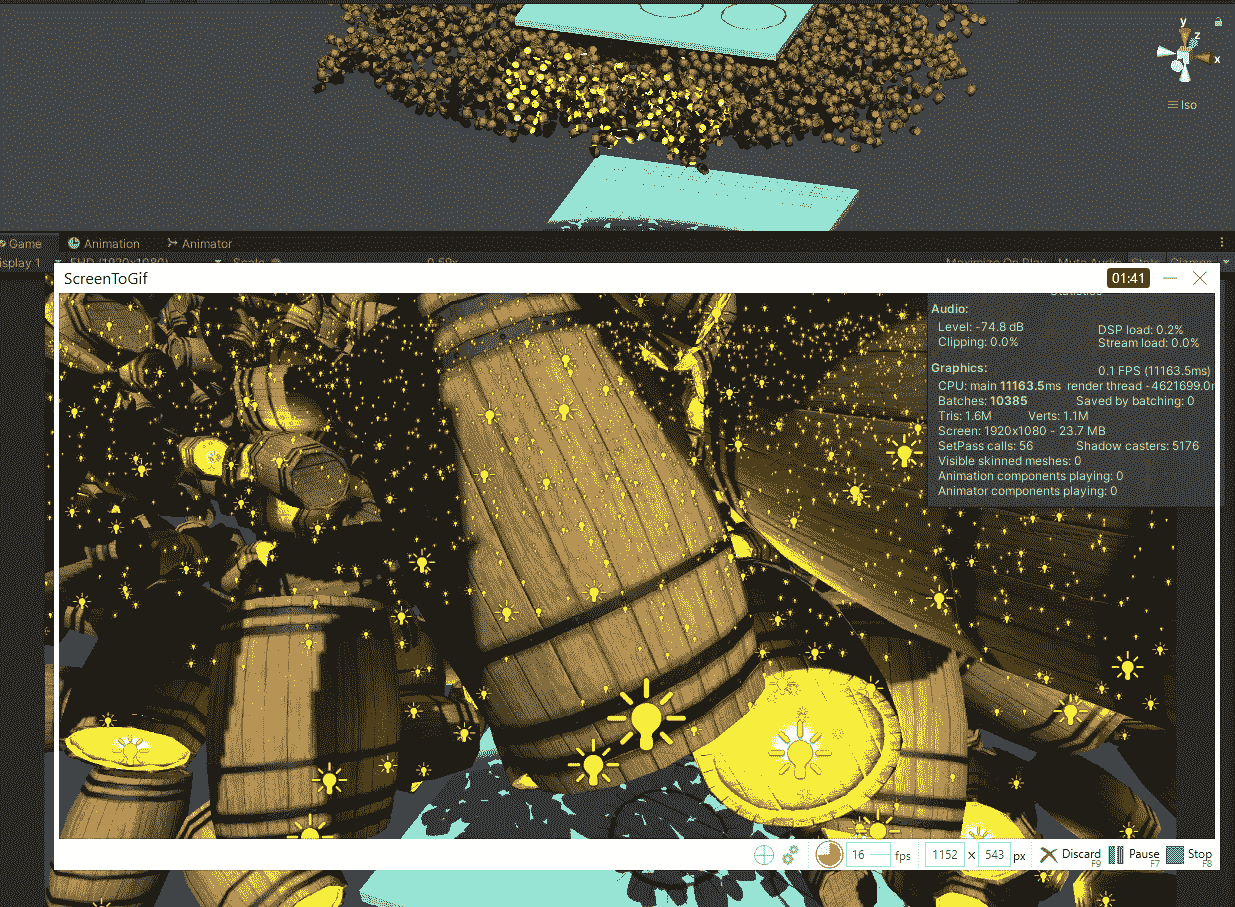 y
z
x
Iso
Game
Animation
Animator
FHD (1920x1080)
Scale
0.59x
Maximize On Play
Mute Audio
Stats
Gizmos
ScreenToGif
01:41
Statistics
Audio:
Level: -74.8 dB
DSP load: 0.2%
Clipping: 0.0%
Stream load: 0.0%
Graphics:
0.1 FPS (11163.5ms)
CPU: main 11163.5ms render thread -4621699.0
Batches: 10385
Saved by batching: 0
Tris: 1.6M
Verts: 1.1M
Screen: 1920x1080 - 23.7 MB
SetPass calls: 56
Shadow casters: 5176
Visible skinned meshes: 0
Animation components playing: 0
Animator components playing: 0
16
fps
1152
x
543
px
Discard
F9
Pause
F7
Stop
F8